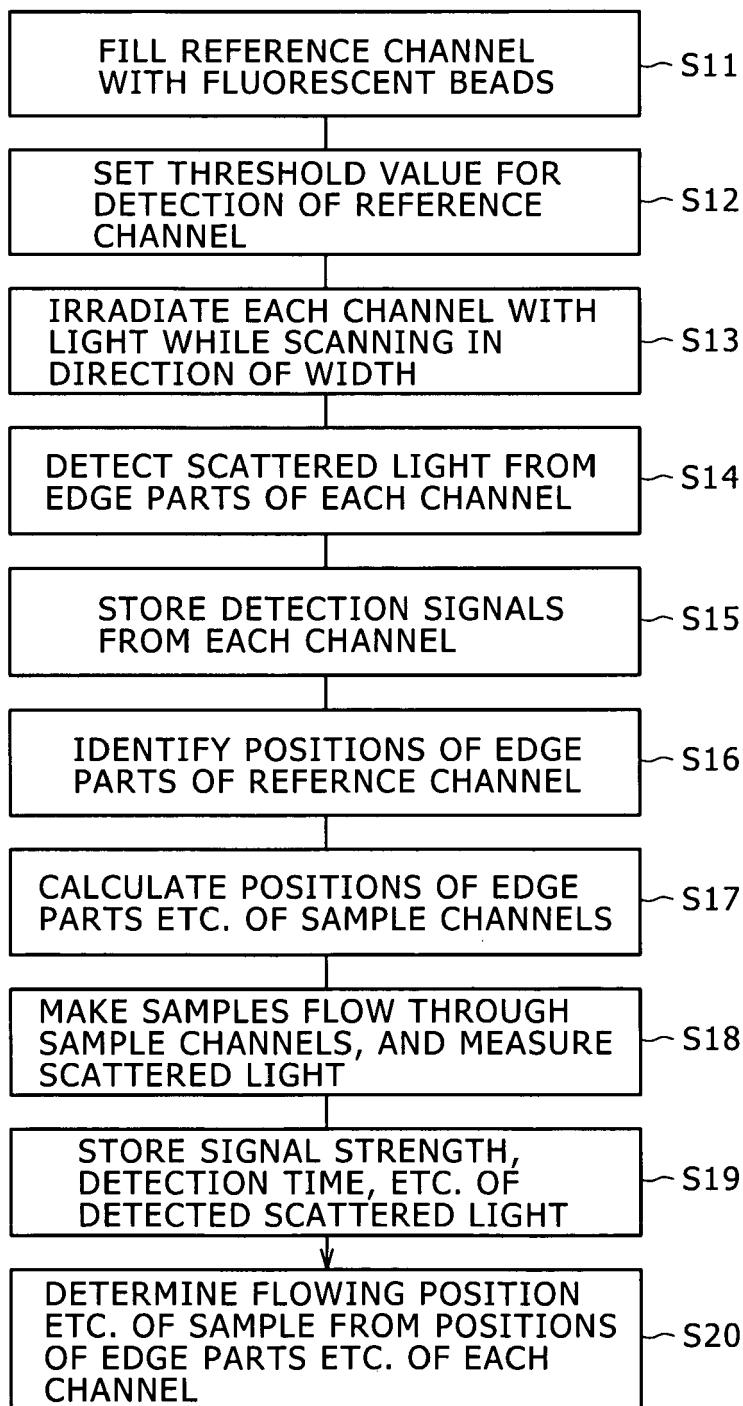 FILL REFERENCE CHANNEL
WITH FLUORESCENT BEADS
S11
SET THRESHOLD VALUE FOR
DETECTION OF REFERENCE
CHANNEL
S12
IRRADIATE EACH CHANNEL WITH
LIGHT WHILE SCANNING IN
DIRECTION OF WIDTH
S13
DETECT SCATTERED LIGHT FROM
EDGE PARTS OF EACH CHANNEL
S14
STORE DETECTION SIGNALS
FROM EACH CHANNEL
S15
IDENTIFY POSITIONS OF EDGE
PARTS OF REFERNCE CHANNEL
S16
CALCULATE POSITIONS OF EDGE
PARTS ETC. OF SAMPLE CHANNELS
S17
MAKE SAMPLES FLOW THROUGH
SAMPLE CHANNELS, AND MEASURE
SCATTERED LIGHT
S18
STORE SIGNAL STRENGTH,
DETECTION TIME, ETC. OF
DETECTED SCATTERED LIGHT
S19
DETERMINE FLOWING POSITION
ETC. OF SAMPLE FROM POSITIONS
OF EDGE PARTS ETC. OF EACH
CHANNEL
S20